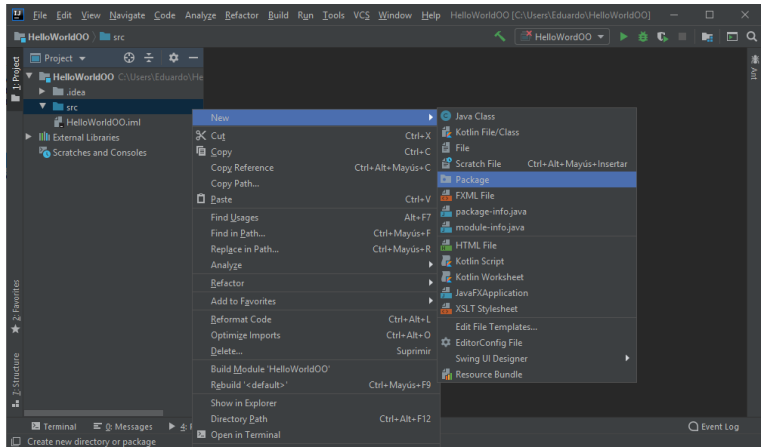 File Edit View Navigate Code Analyze Refactor Build Run Tools VCS Window Help HelloWorldOO [C:\Users\Eduardo\HelloWorldOO]
HelloWorldOO src
HelloWordOO
Project
1: Project
Ant
HelloWorldOO C:\Users\Eduardo\He
.idea
src
HelloWorldOO.iml
External Libraries
Scratches and Consoles
New
Cut Ctrl+X
Copy Ctrl+C
Copy Reference Ctrl+Alt+Mayús+C
Copy Path...
Paste Ctrl+V
Find Usages Alt+F7
Find in Path... Ctrl+Mayús+F
Replace in Path... Ctrl+Mayús+R
Analyze
Refactor
Add to Favorites
Reformat Code Ctrl+Alt+L
Optimize Imports Ctrl+Alt+O
Delete... Suprimir
Build Module 'HelloWorldOO'
Rebuild '<default>' Ctrl+Mayús+F9
Show in Explorer
Directory Path Ctrl+Alt+F12
Open in Terminal
Java Class
Kotlin File/Class
File
Scratch File Ctrl+Alt+Mayús+Insertar
Package
FXML File
package-info.java
module-info.java
HTML File
Kotlin Script
Kotlin Worksheet
JavaFXApplication
XSLT Stylesheet
Edit File Templates...
EditorConfig File
Swing UI Designer
Resource Bundle
2: Favorites
7: Structure
Terminal 0: Messages 4:
Event Log
Create new directory or package